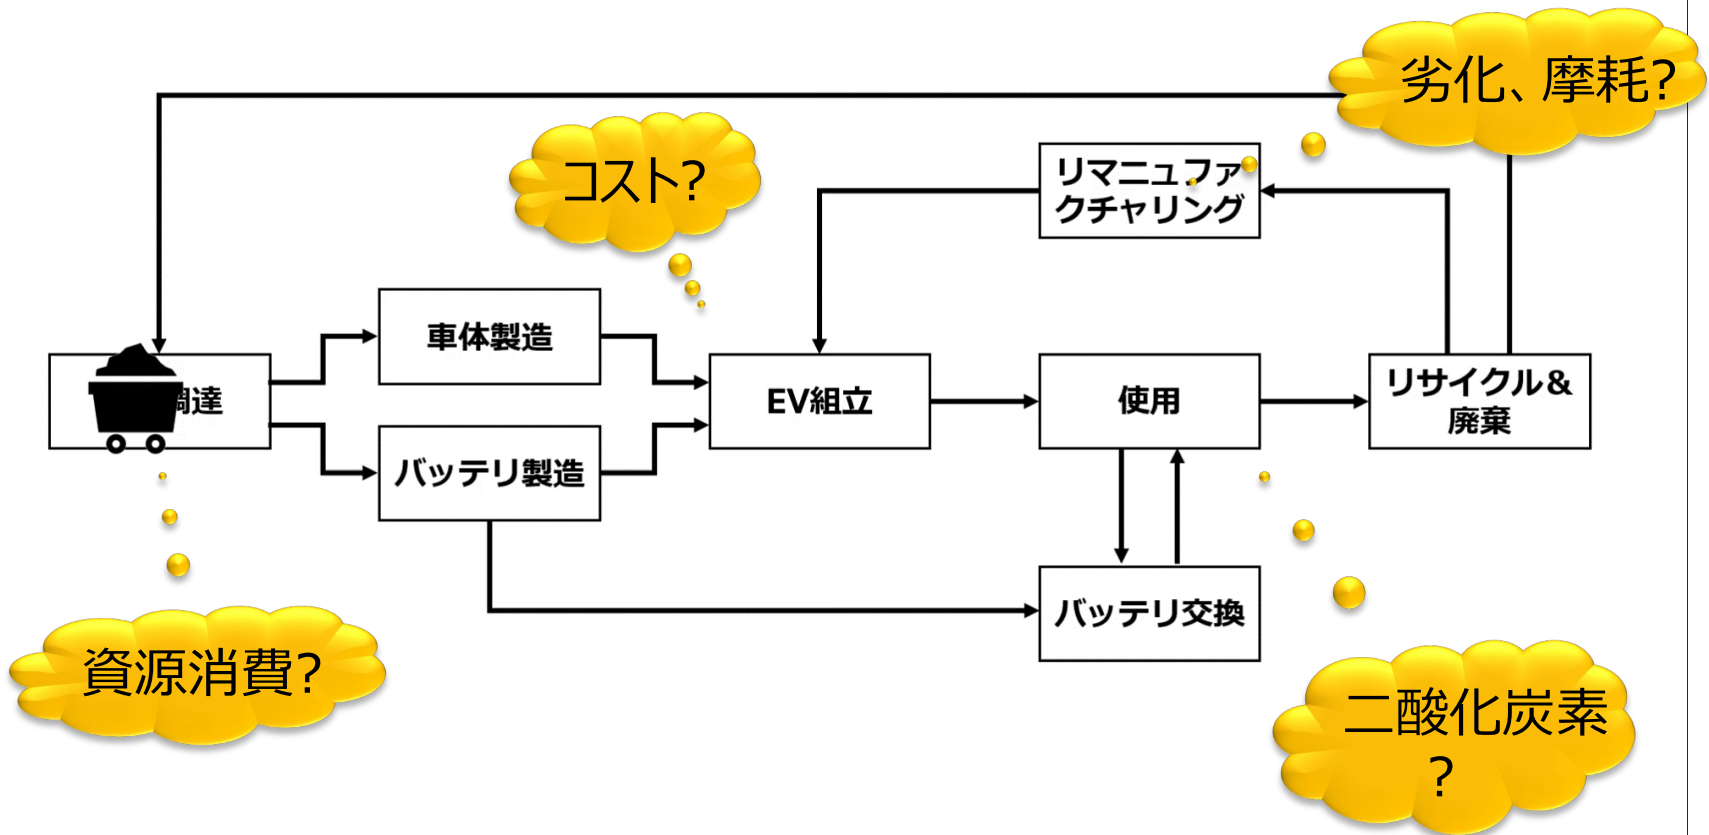 劣化、摩耗?
コスト?
リマニュファ
クチャリング
車体製造
調達
EV組立
使用
リサイクル＆
廃棄
バッテリ製造
バッテリ交換
資源消費?
二酸化炭素
?